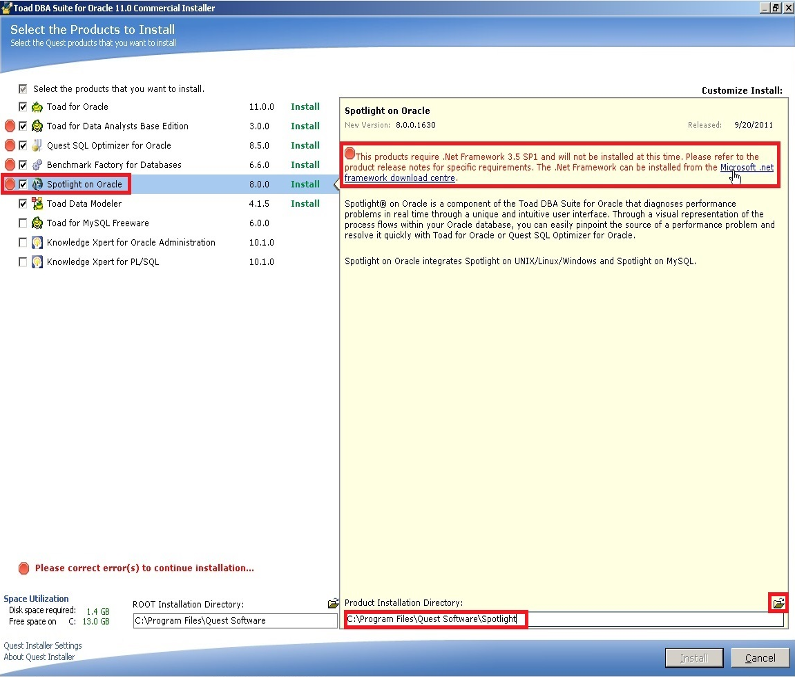 Toad DBA Suite for Oracle 11.0 Commercial Installer
Select the Products to Install
Select the Quest products that you want to install
Select the products that you want to install.
Toad for Oracle 11.0.0 Install
Toad for Data Analysts Base Edition 3.0.0 Install
Quest SQL Optimizer for Oracle 8.5.0 Install
Benchmark Factory for Databases 6.6.0 Install
Spotlight on Oracle 8.0.0 Install
Toad Data Modeler 4.1.5 Install
Toad for MySQL Freeware 6.0.0
Knowledge Xpert for Oracle Administration 10.1.0
Knowledge Xpert for PL/SQL 10.1.0
Customize Install:
Spotlight on Oracle
New Version: 8.0.0.1630 Released: 9/20/2011
This products require .Net Framework 3.5 SP1 and will not be installed at this time. Please refer to the
product release notes for specific requirements. The .Net Framework can be installed from the Microsoft .net
framework download centre.
Spotlight® on Oracle is a component of the Toad DBA Suite for Oracle that diagnoses performance
problems in real time through a unique and intuitive user interface. Through a visual representation of the
process flows within your Oracle database, you can easily pinpoint the source of a performance problem and
resolve it quickly with Toad for Oracle or Quest SQL Optimizer for Oracle.
Spotlight on Oracle integrates Spotlight on UNIX/Linux/Windows and Spotlight on MySQL.
Please correct error(s) to continue installation...
Space Utilization
Disk space required: 1.4 GB
Free space on C: 13.0 GB
ROOT Installation Directory:
C:\Program Files\Quest Software
Product Installation Directory:
C:\Program Files\Quest Software\Spotlight
Quest Installer Settings
About Quest Installer
Install
Cancel